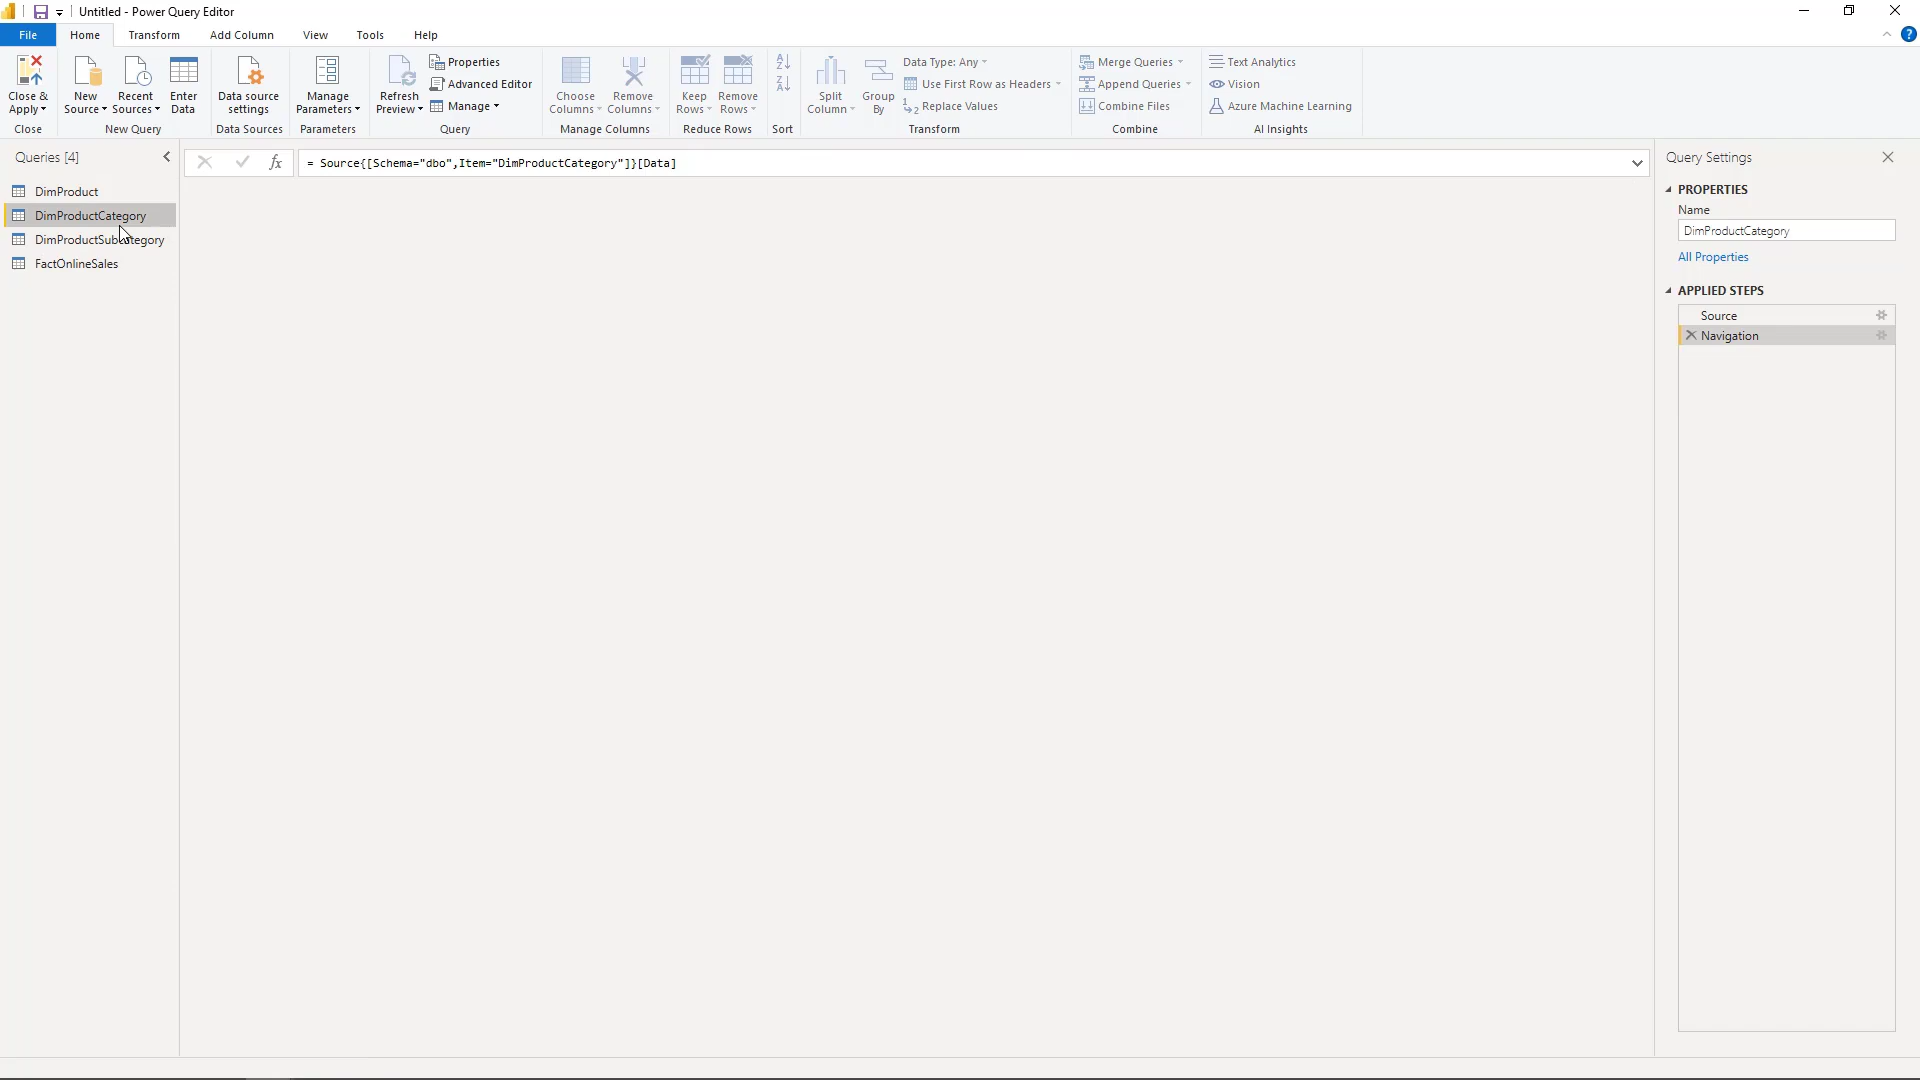 Untitled - Power Query Editor
File Home Transform Add Column View Tools Help
Close & Apply
New Source
Recent Sources
Enter Data
Data source settings
Manage Parameters
Refresh Preview
Properties
Advanced Editor
Manage
Choose Columns
Remove Columns
Keep Rows
Remove Rows
Split Column
Group By
Data Type: Any
Use First Row as Headers
Replace Values
Merge Queries
Append Queries
Combine Files
Text Analytics
Vision
Azure Machine Learning
Close New Query Data Sources Parameters Query Manage Columns Reduce Rows Sort Transform Combine AI Insights
Queries [4]
DimProduct
DimProductCategory
DimProductSubcategory
FactOnlineSales
fx = Source{[Schema="dbo",Item="DimProductCategory"]}[Data]
Query Settings
PROPERTIES
Name
DimProductCategory
All Properties
APPLIED STEPS
Source
Navigation